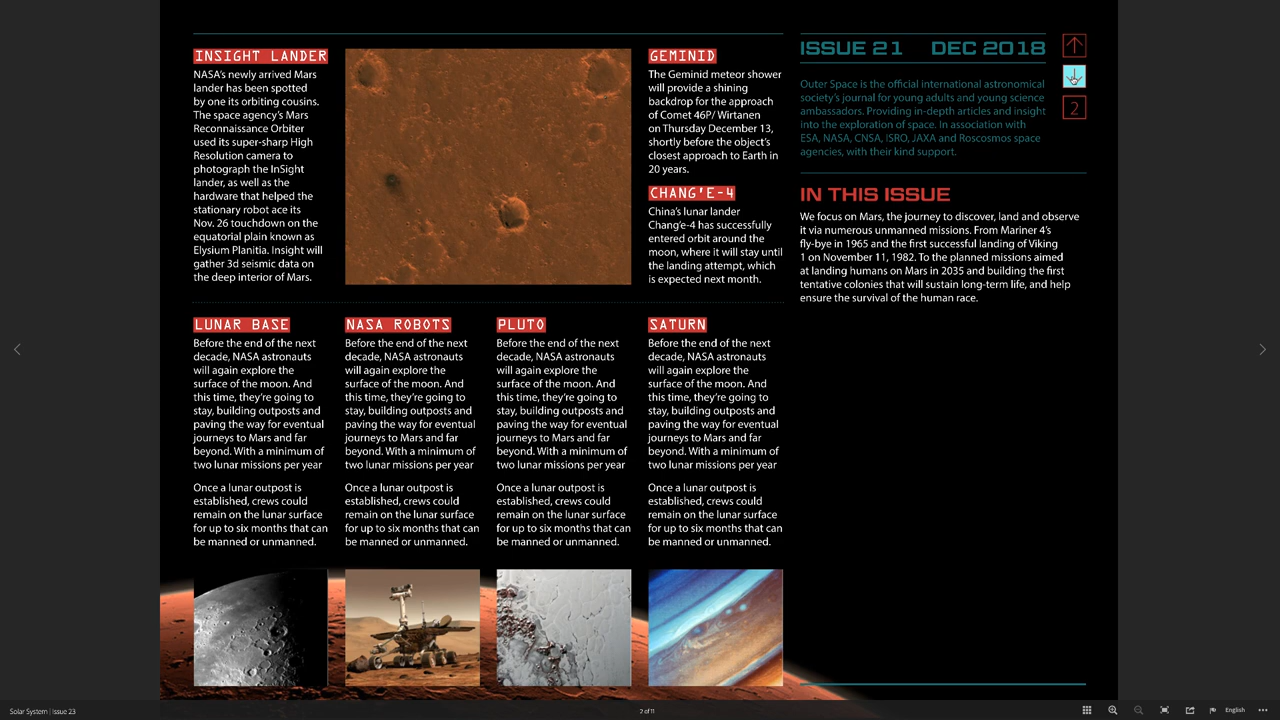 INSIGHT LANDER
NASA's newly arrived Mars
lander has been spotted
by one its orbiting cousins.
The space agency's Mars
Reconnaissance Orbiter
used its super-sharp High
Resolution camera to
photograph the InSight
lander, as well as the
hardware that helped the
stationary robot ace its
Nov. 26 touchdown on the
equatorial plain known as
Elysium Planitia. Insight will
gather 3d seismic data on
the deep interior of Mars.
GEMINID
The Geminid meteor shower
will provide a shining
backdrop for the approach
of Comet 46P/ Wirtanen
on Thursday December 13,
shortly before the object's
closest approach to Earth in
20 years.
CHANG'E-4
China's lunar lander
Chang'e-4 has successfully
entered orbit around the
moon, where it will stay until
the landing attempt, which
is expected next month.
LUNAR BASE
Before the end of the next
decade, NASA astronauts
will again explore the
surface of the moon. And
this time, they're going to
stay, building outposts and
paving the way for eventual
journeys to Mars and far
beyond. With a minimum of
two lunar missions per year
Once a lunar outpost is
established, crews could
remain on the lunar surface
for up to six months that can
be manned or unmanned.
NASA ROBOTS
Before the end of the next
decade, NASA astronauts
will again explore the
surface of the moon. And
this time, they're going to
stay, building outposts and
paving the way for eventual
journeys to Mars and far
beyond. With a minimum of
two lunar missions per year
Once a lunar outpost is
established, crews could
remain on the lunar surface
for up to six months that can
be manned or unmanned.
PLUTO
Before the end of the next
decade, NASA astronauts
will again explore the
surface of the moon. And
this time, they're going to
stay, building outposts and
paving the way for eventual
journeys to Mars and far
beyond. With a minimum of
two lunar missions per year
Once a lunar outpost is
established, crews could
remain on the lunar surface
for up to six months that can
be manned or unmanned.
SATURN
Before the end of the next
decade, NASA astronauts
will again explore the
surface of the moon. And
this time, they're going to
stay, building outposts and
paving the way for eventual
journeys to Mars and far
beyond. With a minimum of
two lunar missions per year
Once a lunar outpost is
established, crews could
remain on the lunar surface
for up to six months that can
be manned or unmanned.
ISSUE 21 DEC 2018
2
Outer Space is the official international astronomical
society's journal for young adults and young science
ambassadors. Providing in-depth articles and insight
into the exploration of space. In association with
ESA, NASA, CNSA, ISRO, JAXA and Roscosmos space
agencies, with their kind support.
IN THIS ISSUE
We focus on Mars, the journey to discover, land and observe
it via numerous unmanned missions. From Mariner 4's
fly-bye in 1965 and the first successful landing of Viking
1 on November 11, 1982. To the planned missions aimed
at landing humans on Mars in 2035 and building the first
tentative colonies that will sustain long-term life, and help
ensure the survival of the human race.
Solar System | Issue 23
2 of 11
English